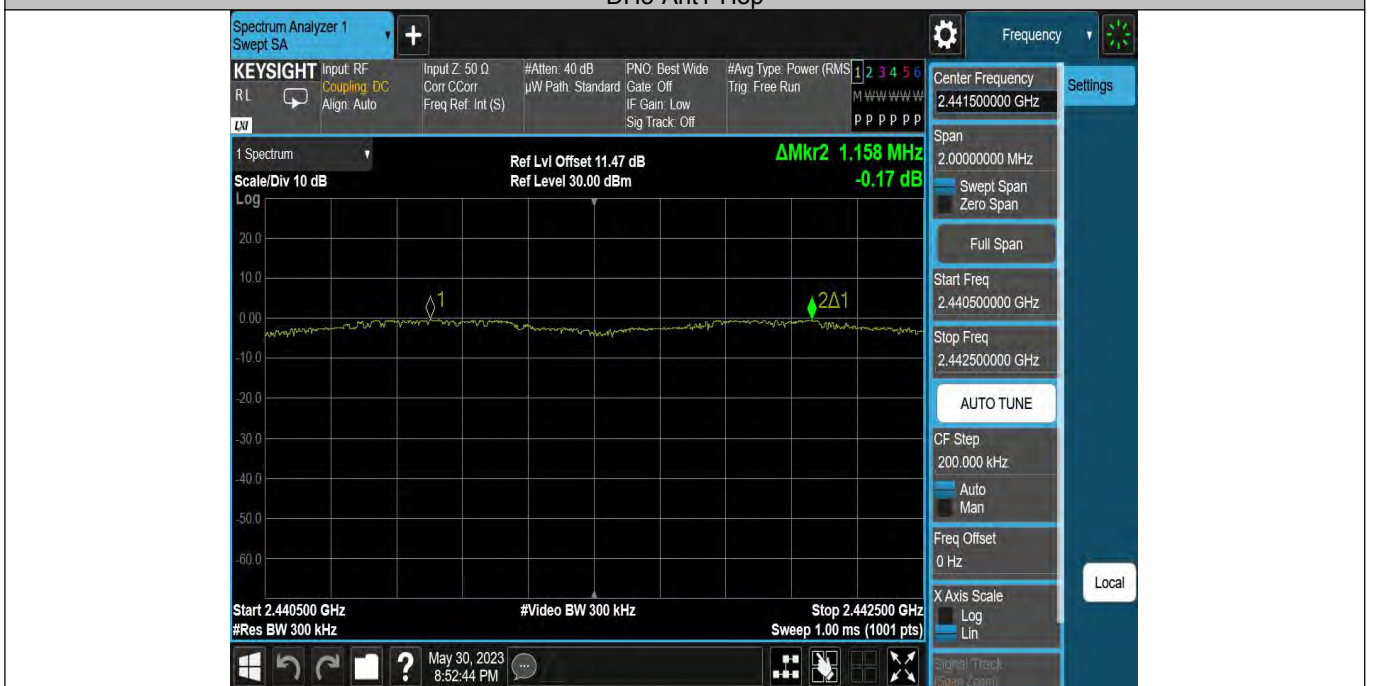 DH5-Ant1-Hop
Spectrum Analyzer 1
Swept SA
+
Frequency
KEYSIGHT
RL
LXI
Input: RF
Coupling: DC
Align: Auto
Input Z: 50 Ω
Corr CCorr
Freq Ref: Int (S)
#Atten: 40 dB
µW Path: Standard
PNO: Best Wide
Gate: Off
IF Gain: Low
Sig Track: Off
#Avg Type: Power (RMS
Trig: Free Run
1 2 3 4 5 6
M W W W W W
P P P P P P
1 Spectrum
Scale/Div 10 dB
Log
Ref Lvl Offset 11.47 dB
Ref Level 30.00 dBm
ΔMkr2 1.158 MHz
-0.17 dB
20.0
10.0
0.00
-10.0
-20.0
-30.0
-40.0
-50.0
-60.0
1
2Δ1
Start 2.440500 GHz
#Res BW 300 kHz
#Video BW 300 kHz
Stop 2.442500 GHz
Sweep 1.00 ms (1001 pts)
Center Frequency
2.441500000 GHz
Settings
Span
2.00000000 MHz
Swept Span
Zero Span
Full Span
Start Freq
2.440500000 GHz
Stop Freq
2.442500000 GHz
AUTO TUNE
CF Step
200.000 kHz
Auto
Man
Freq Offset
0 Hz
X Axis Scale
Log
Lin
Local
Signal Track
(Span Zoom)
?
May 30, 2023
8:52:44 PM